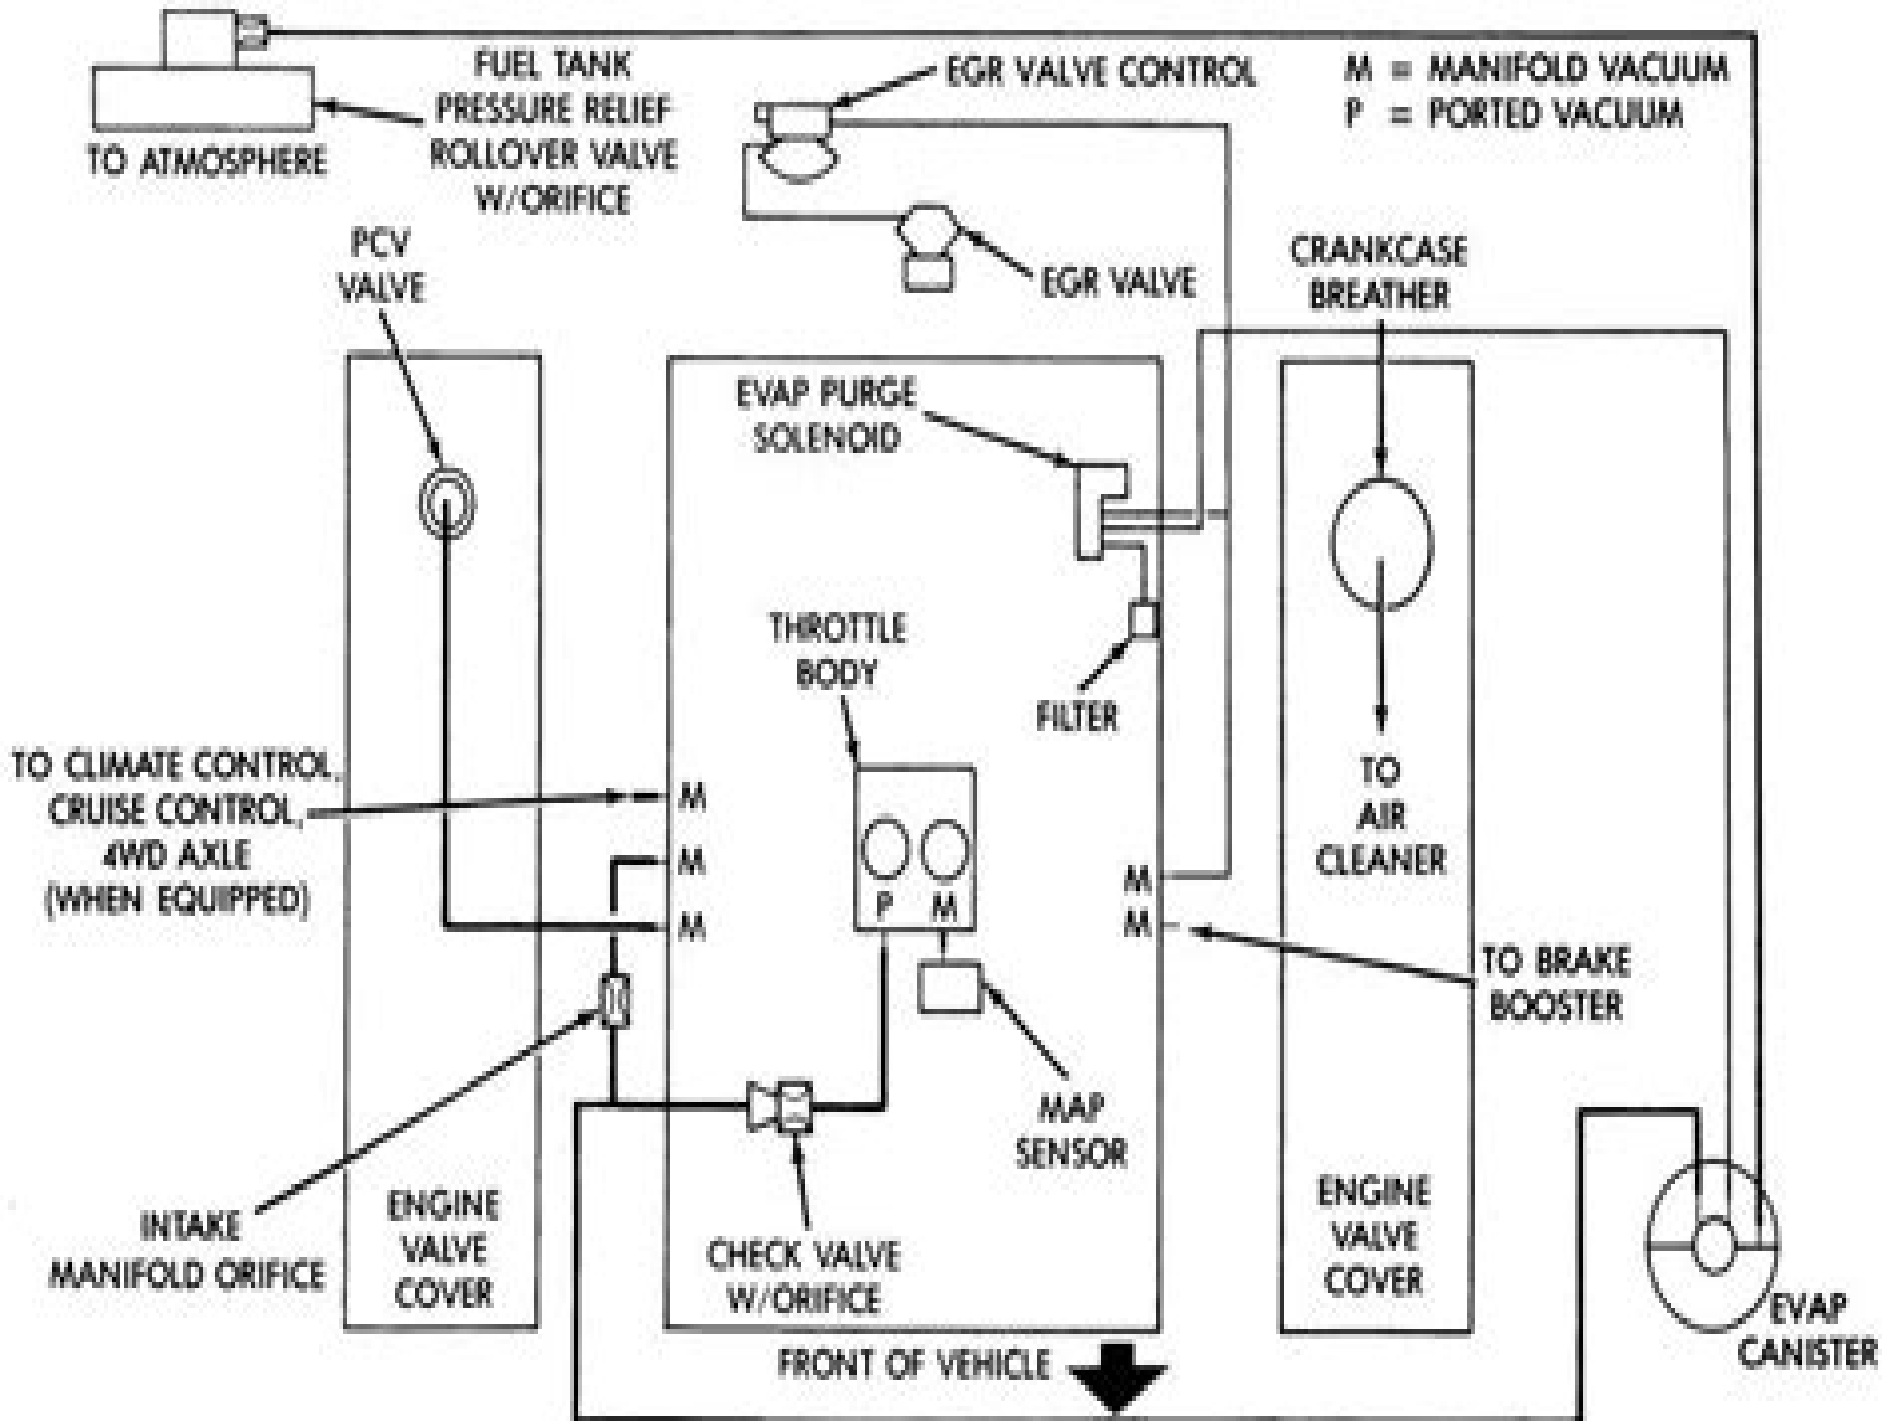 FUEL TANK
PRESSURE RELIEF
ROLLOVER VALVE
W/ORIFICE
TO ATMOSPHERE
EGR VALVE CONTROL
M = MANIFOLD VACUUM
P = PORTED VACUUM
PCV
VALVE
EGR VALVE
CRANKCASE
BREATHER
EVAP PURGE
SOLENOID
THROTTLE
BODY
FILTER
TO CLIMATE CONTROL,
CRUISE CONTROL,
4WD AXLE
(WHEN EQUIPPED)
M
M
M
P M
M
M
TO
AIR
CLEANER
TO BRAKE
BOOSTER
MAP
SENSOR
INTAKE
MANIFOLD ORIFICE
ENGINE
VALVE
COVER
CHECK VALVE
W/ORIFICE
ENGINE
VALVE
COVER
EVAP
CANISTER
FRONT OF VEHICLE